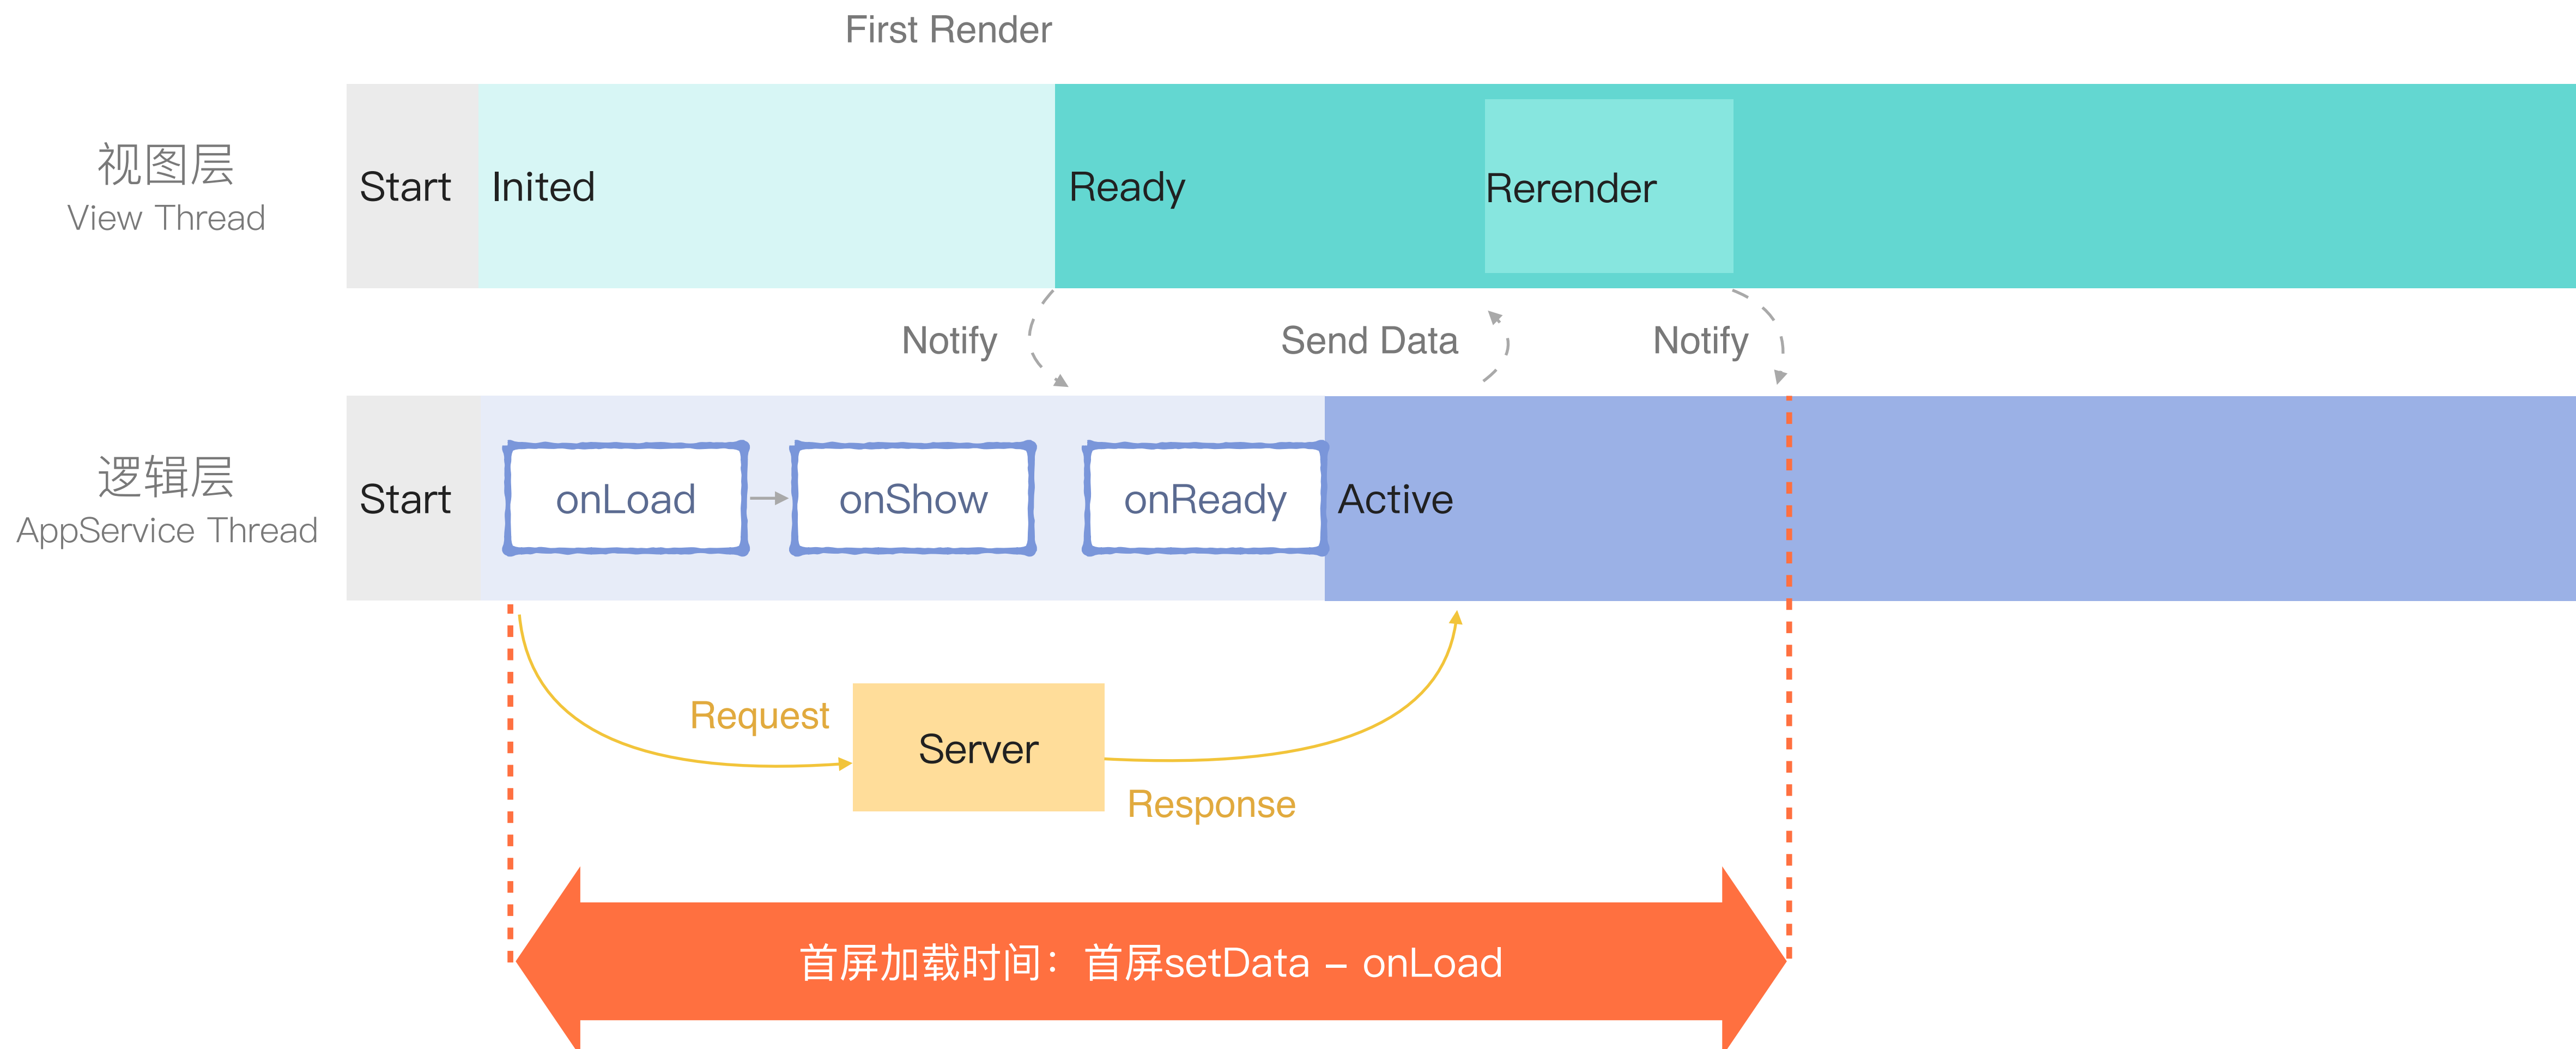 First Render
视图层
View Thread
Start
Inited
Ready
Rerender
Notify
Send Data
Notify
逻辑层
AppService Thread
Start
onLoad
onShow
onReady
Active
Request
Server
Response
首屏加载时间：首屏setData – onLoad